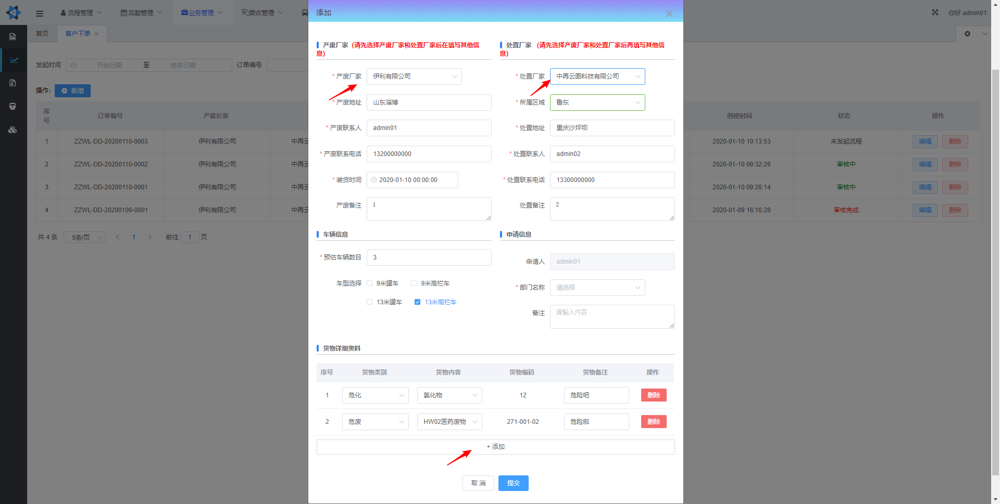 流程管理
后勤管理
业务管理
营收管理
你好 admin01
首页
客户下单
发起时间 开始日期 至 结束日期 订单编号
操作: 新增
序号 订单编号 产废长家 创建时间 状态 操作
1 ZZWL-DD-20200110-0003 伊利有限公司 中再云 2020-01-10 10:13:53 未发起流程 编辑 删除
2 ZZWL-DD-20200110-0002 伊利有限公司 中再云 2020-01-10 09:32:26 审核中 编辑 删除
3 ZZWL-DD-20200110-0001 伊利有限公司 中再云 2020-01-10 09:26:14 审核中 编辑 删除
4 ZZWL-DD-20200109-0001 伊利有限公司 中再云 2020-01-09 16:16:28 审核完成 编辑 删除
共 4 条 5条/页 1 前往 1 页
添加
产废厂家 (请先选择产废厂家和处置厂家后在填写其他信
息)
* 产废厂家 伊利有限公司
* 产废地址 山东淄博
* 产废联系人 admin01
* 产废联系电话 13200000000
* 装货时间 2020-01-10 00:00:00
产废备注 1
处置厂家 (请先选择产废厂家和处置厂家后再填写其他信
息)
* 处置厂家 中再云图科技有限公司
* 所属区域 鲁东
* 处置地址 重庆沙坪坝
* 处置联系人 admin02
* 处置联系电话 13300000000
处置备注 2
车辆信息
* 预估车辆数目 3
车型选择 9米罐车 9米高栏车
13米罐车 13米高栏车
申请信息
申请人 admin01
* 部门名称 请选择
备注 请输入内容
货物详细资料
序号 货物类别 货物内容 货物编码 货物备注 操作
1 危化 氯化物 12 危险吧 删除
2 危废 HW02医药废物 271-001-02 危险啦 删除
+ 添加
取 消 提交